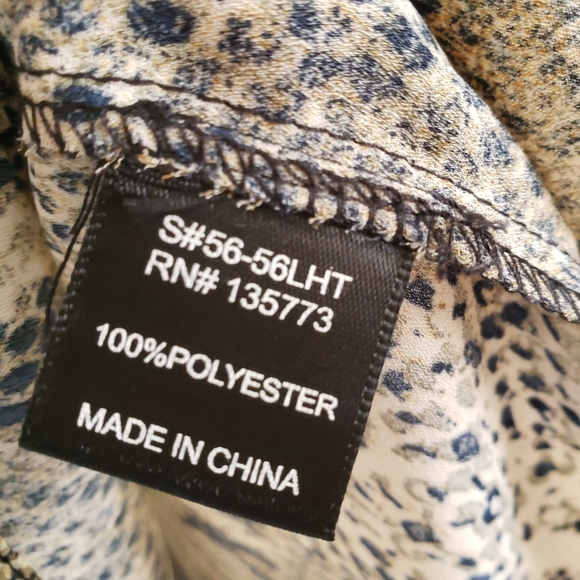 S#56-56LHT
RN# 135773
100%POLYESTER
MADE IN CHINA